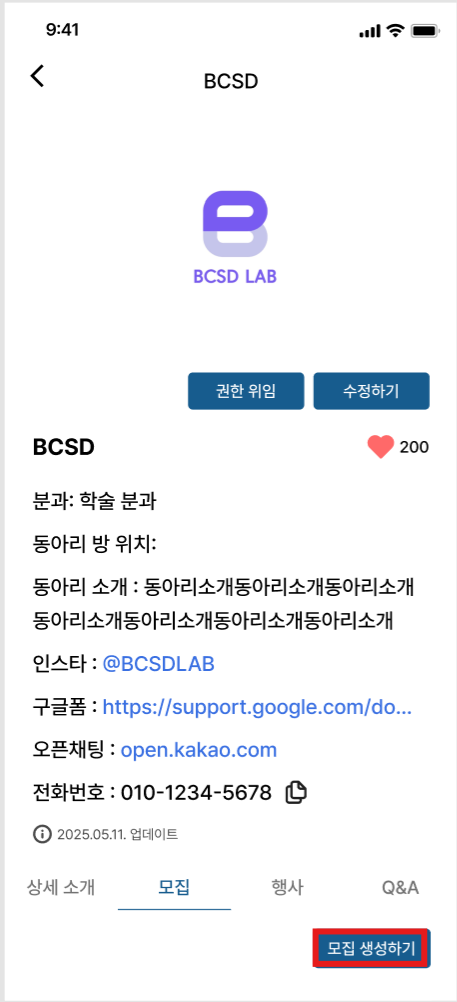 9:41
BCSD
BCSD LAB
권한 위임 수정하기
BCSD 200
분과: 학술 분과
동아리 방 위치:
동아리 소개 : 동아리소개동아리소개동아리소개
동아리소개동아리소개동아리소개동아리소개
인스타 : @BCSDLAB
구글폼 : https://support.google.com/do...
오픈채팅 : open.kakao.com
전화번호 : 010-1234-5678
2025.05.11. 업데이트
상세 소개 모집 행사 Q&A
모집 생성하기